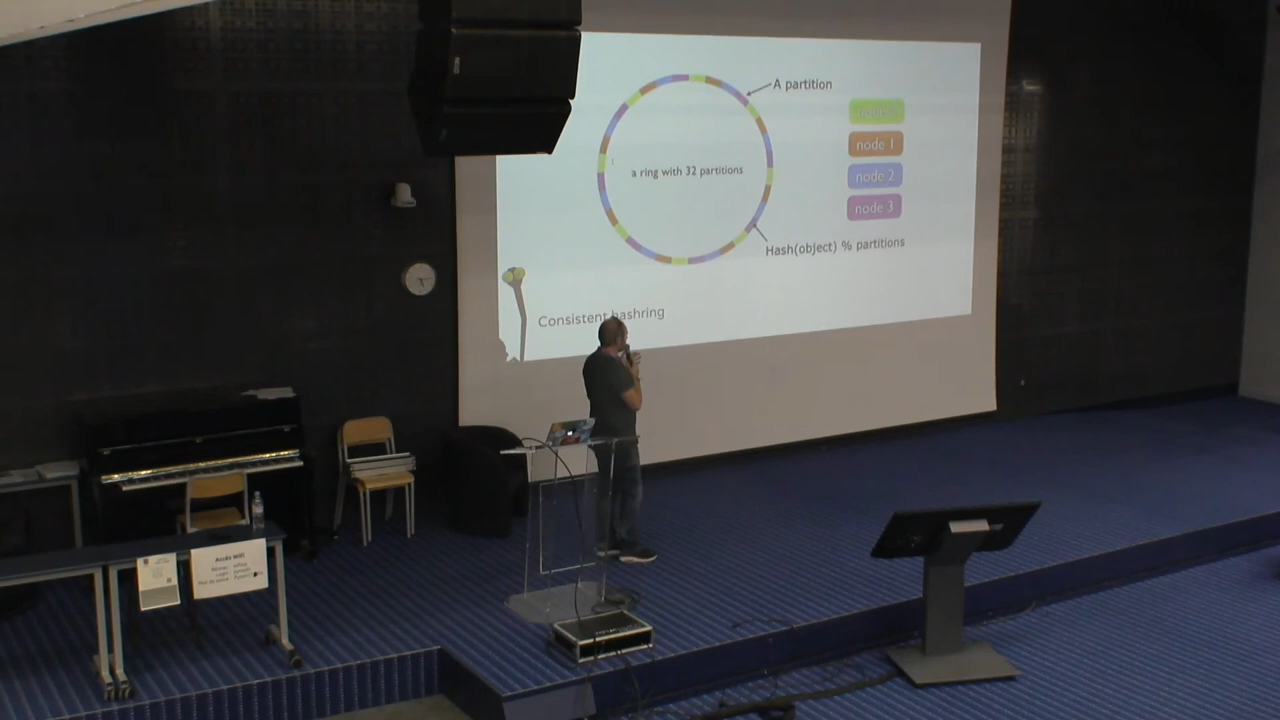 A partition
node 1
a ring with 32 partitions
node 2
node 3
Hash(object) % partitions
Consistent hashring
Accès WIFI